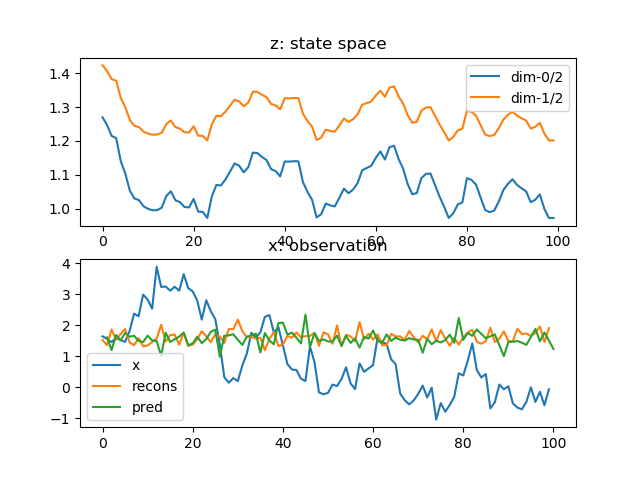 z: state space
1.4
1.3
1.2
1.1
1.0
dim-0/2
dim-1/2
0 20 40 60 80 100
x: observation
4
3
2
1
0
−1
x
recons
pred
0 20 40 60 80 100